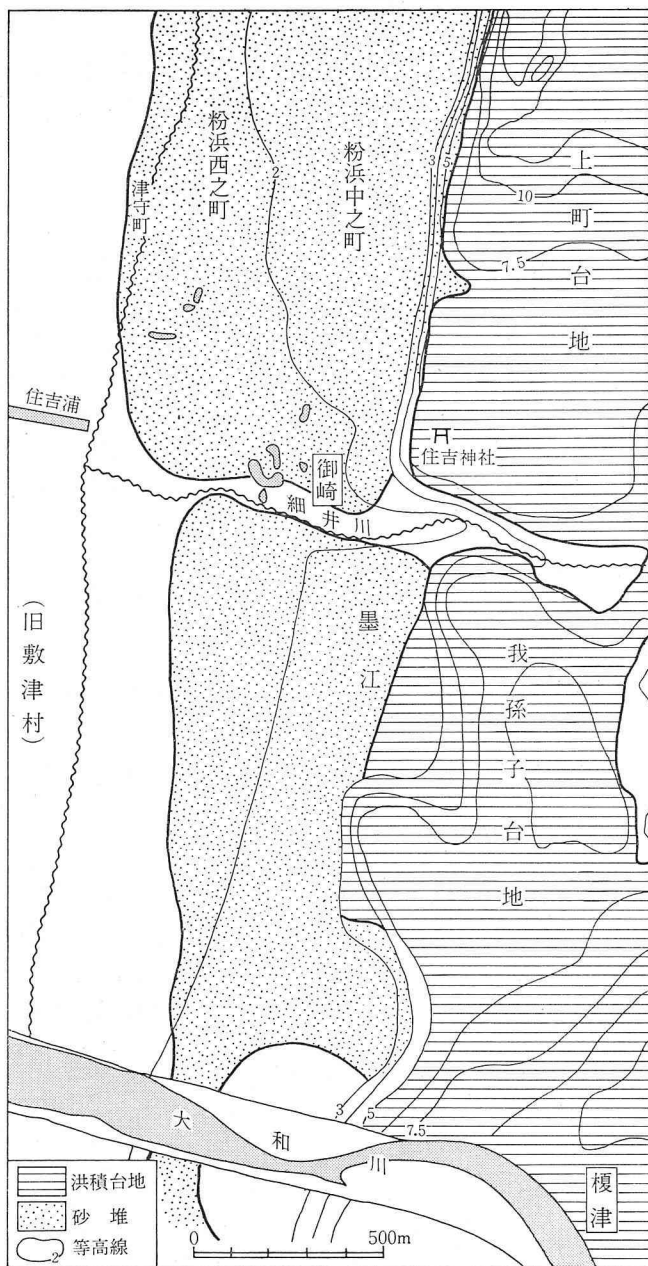 上町台地
10
7.5
3
5
2
粉浜中之町
粉浜西之町
津守町
住吉浦
住吉神社
御崎
細井川
墨江
我孫子台地
(旧敷津村)
大和川
3
5
7.5
榎津
洪積台地
砂堆
2
等高線
0
500m